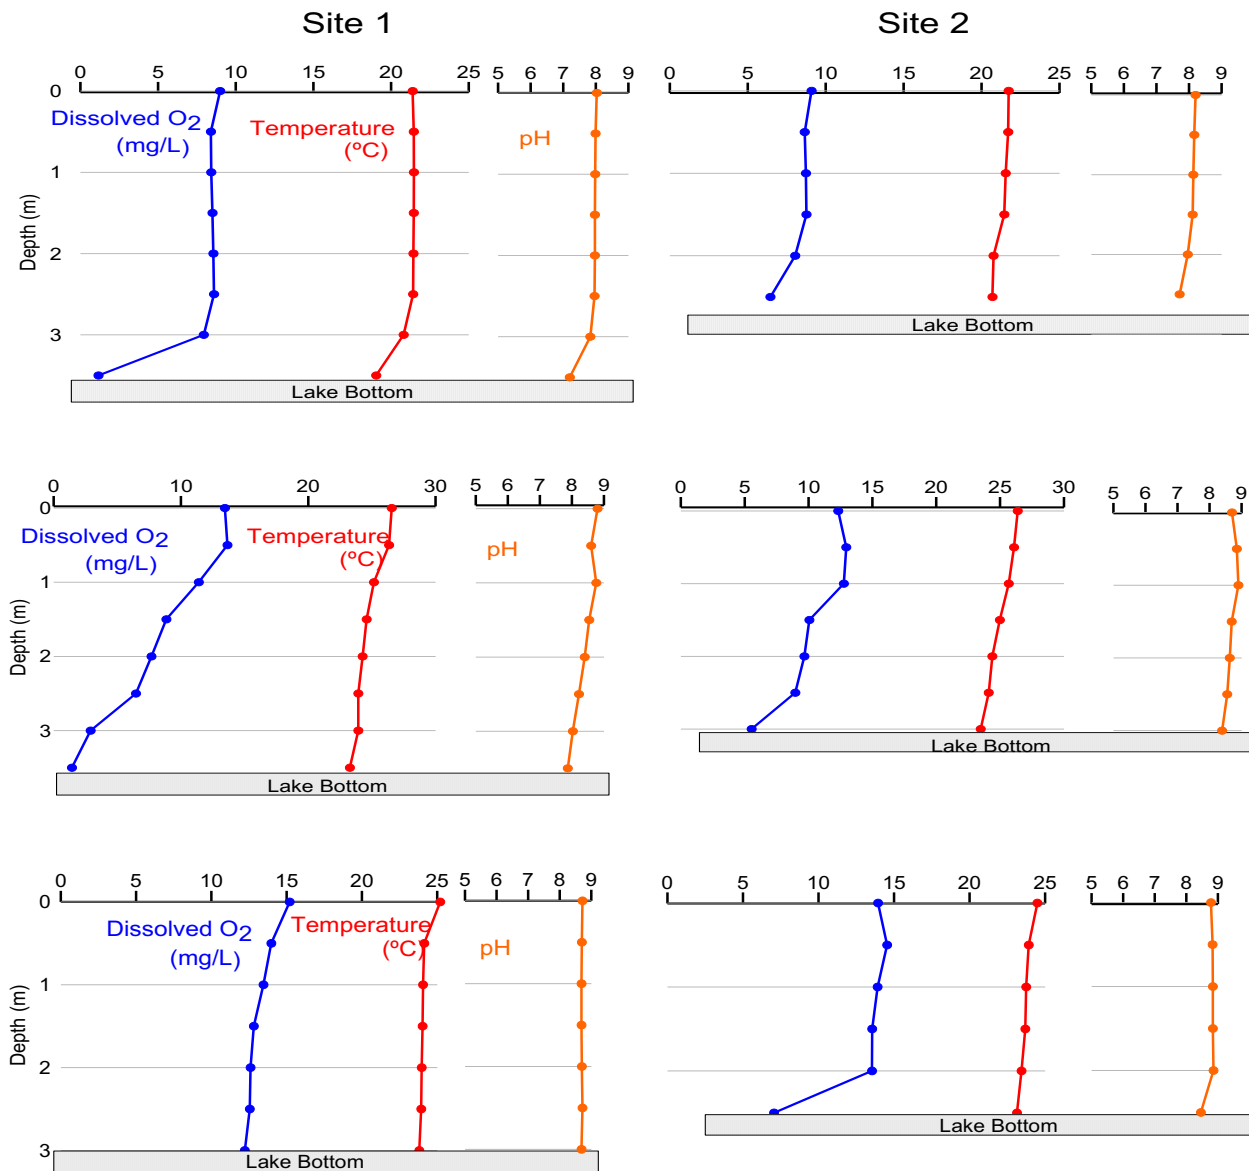 Site 1
Site 2
0 5 10 15 20 25 5 6 7 8 9
0 5 10 15 20 25 5 6 7 8 9
0
Dissolved O2
(mg/L)
Temperature
(ºC)
pH
1
2
3
Depth (m)
Lake Bottom
Lake Bottom
0 10 20 30 5 6 7 8 9
0 5 10 15 20 25 30 5 6 7 8 9
0
Dissolved O2
(mg/L)
Temperature
(ºC)
pH
1
2
3
Depth (m)
Lake Bottom
Lake Bottom
0 5 10 15 20 25 5 6 7 8 9
0 5 10 15 20 25 5 6 7 8 9
0
Dissolved O2
(mg/L)
Temperature
(ºC)
pH
1
2
3
Depth (m)
Lake Bottom
Lake Bottom